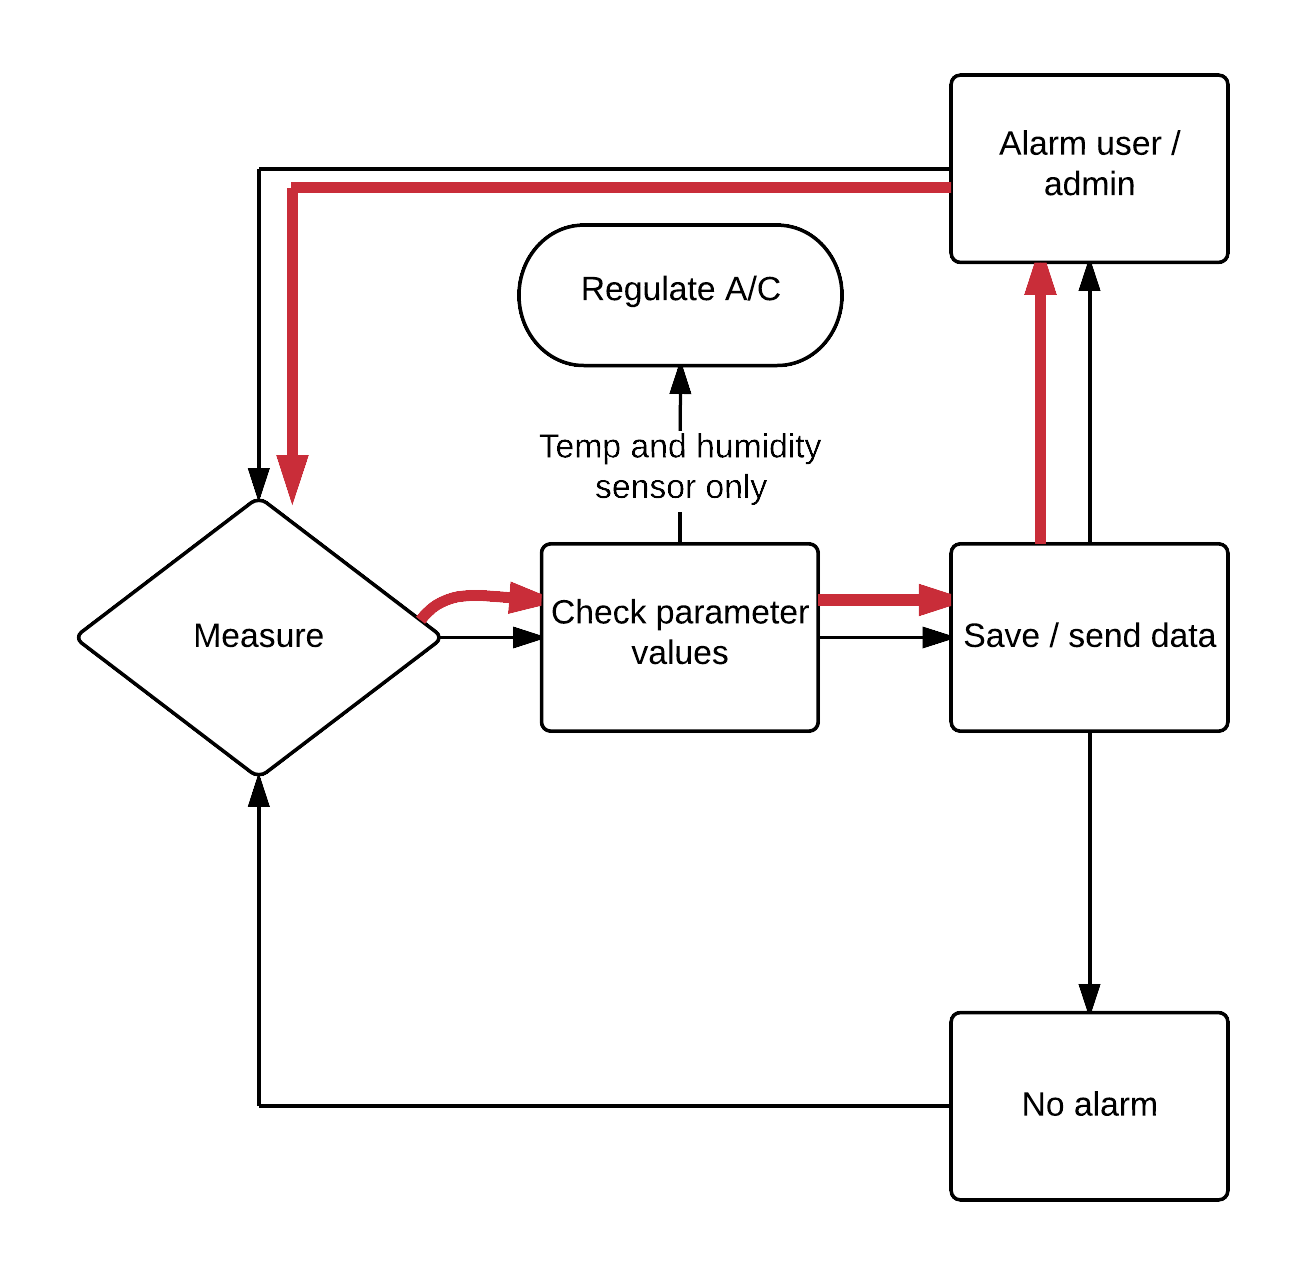 Alarm user /
admin
Regulate A/C
Temp and humidity
sensor only
Measure
Check parameter
values
Save / send data
No alarm